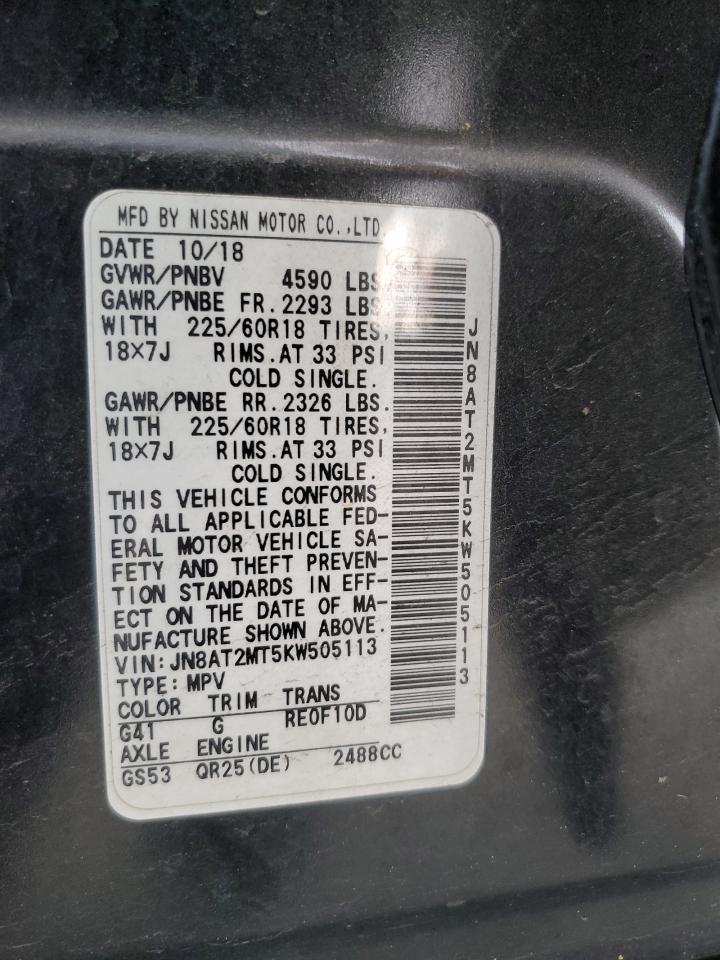 MFD BY NISSAN MOTOR CO.,LTD.
DATE 10/18
GVWR/PNBV 4590 LBS
GAWR/PNBE FR. 2293 LBS
WITH 225/60R18 TIRES,
18×7J RIMS. AT 33 PSI
COLD SINGLE.
GAWR/PNBE RR. 2326 LBS.
WITH 225/60R18 TIRES,
18×7J RIMS. AT 33 PSI
COLD SINGLE.
THIS VEHICLE CONFORMS
TO ALL APPLICABLE FED-
ERAL MOTOR VEHICLE SA-
FETY AND THEFT PREVEN-
TION STANDARDS IN EFF-
ECT ON THE DATE OF MA-
NUFACTURE SHOWN ABOVE.
VIN: JN8AT2MT5KW505113
TYPE: MPV
COLOR TRIM TRANS
G41 G RE0F10D
AXLE ENGINE
GS53 QR25(DE) 2488CC
JN8AT2MT5KW505113